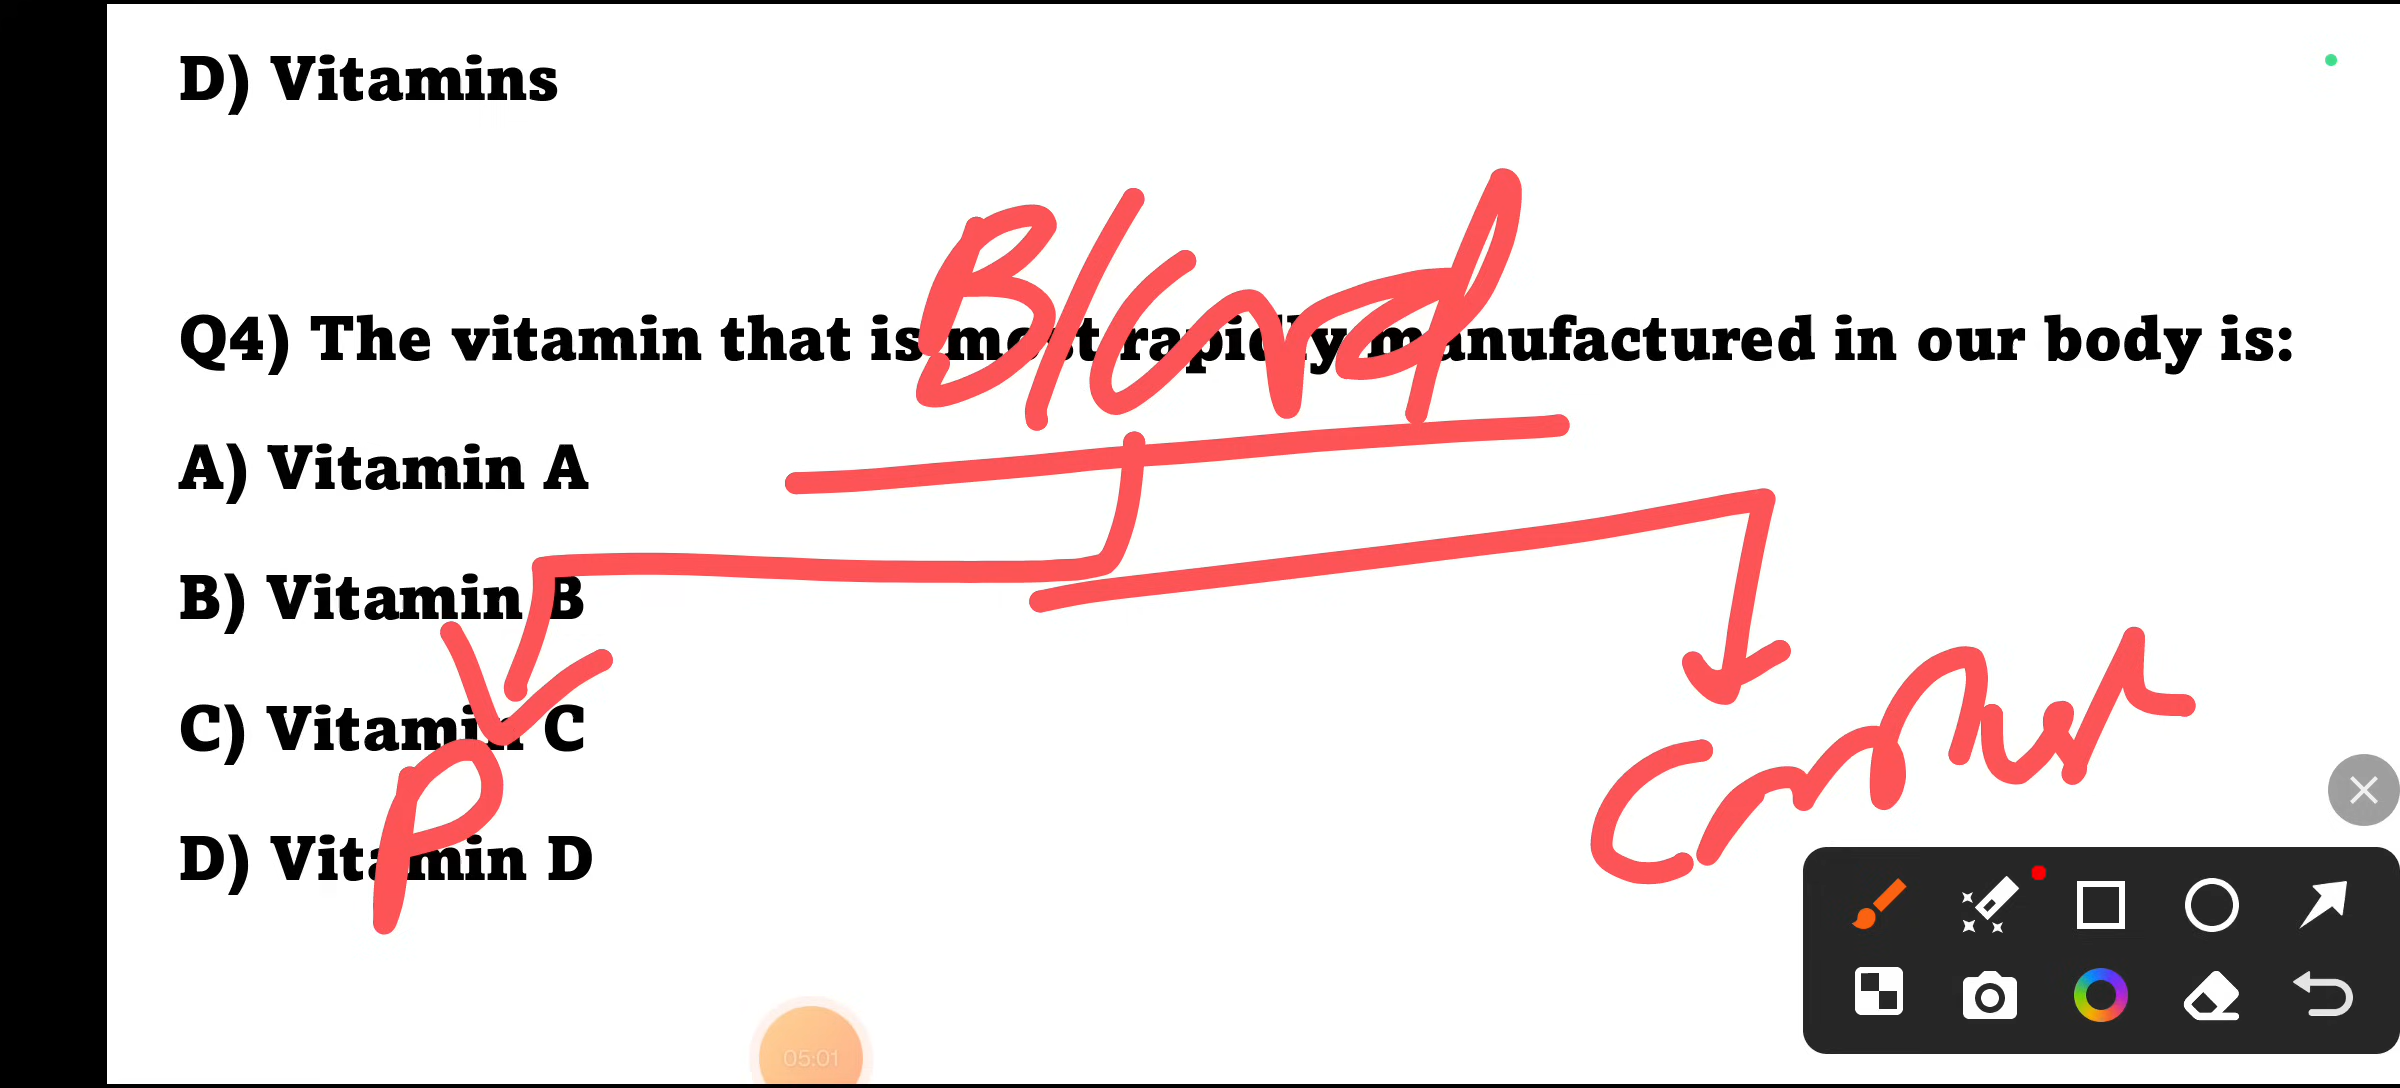 D) Vitamins
Blood
Q4) The vitamin that is most rapidly manufactured in our body is:
A) Vitamin A
B) Vitamin B
C) Vitamin C
P
D) Vitamin D
05:01